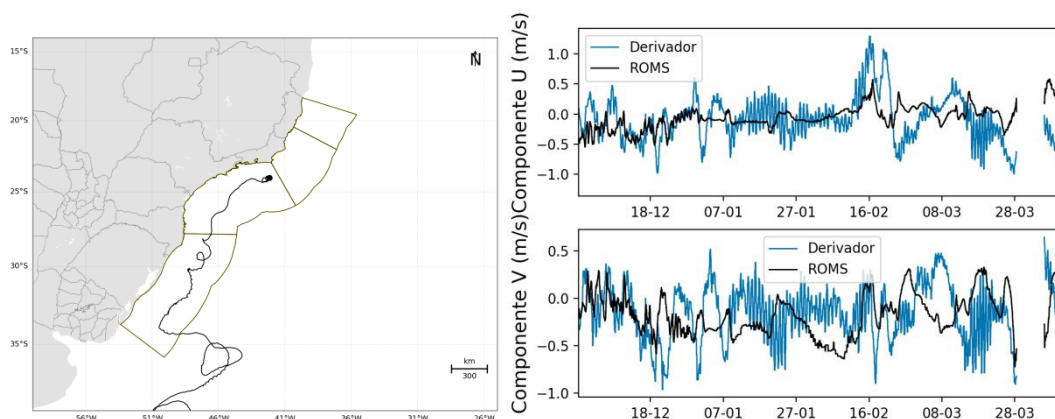 15°S
20°S
25°S
30°S
35°S
56°W 51°W 46°W 41°W 36°W 31°W 26°W
N
km
300
Componente U (m/s)
1.0
0.5
0.0
−0.5
−1.0
Derivador
ROMS
18-12 07-01 27-01 16-02 08-03 28-03
Componente V (m/s)
0.5
0.0
−0.5
−1.0
Derivador
ROMS
18-12 07-01 27-01 16-02 08-03 28-03